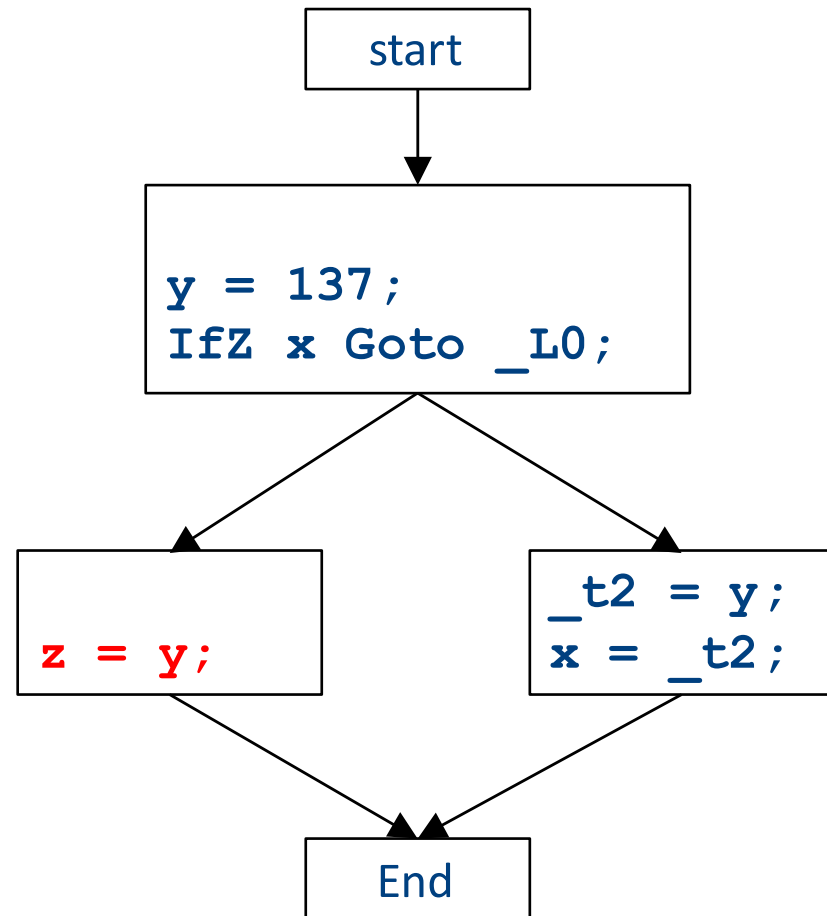 start
y = 137;
IfZ x Goto _L0;
z = y;
_t2 = y;
x = _t2;
End